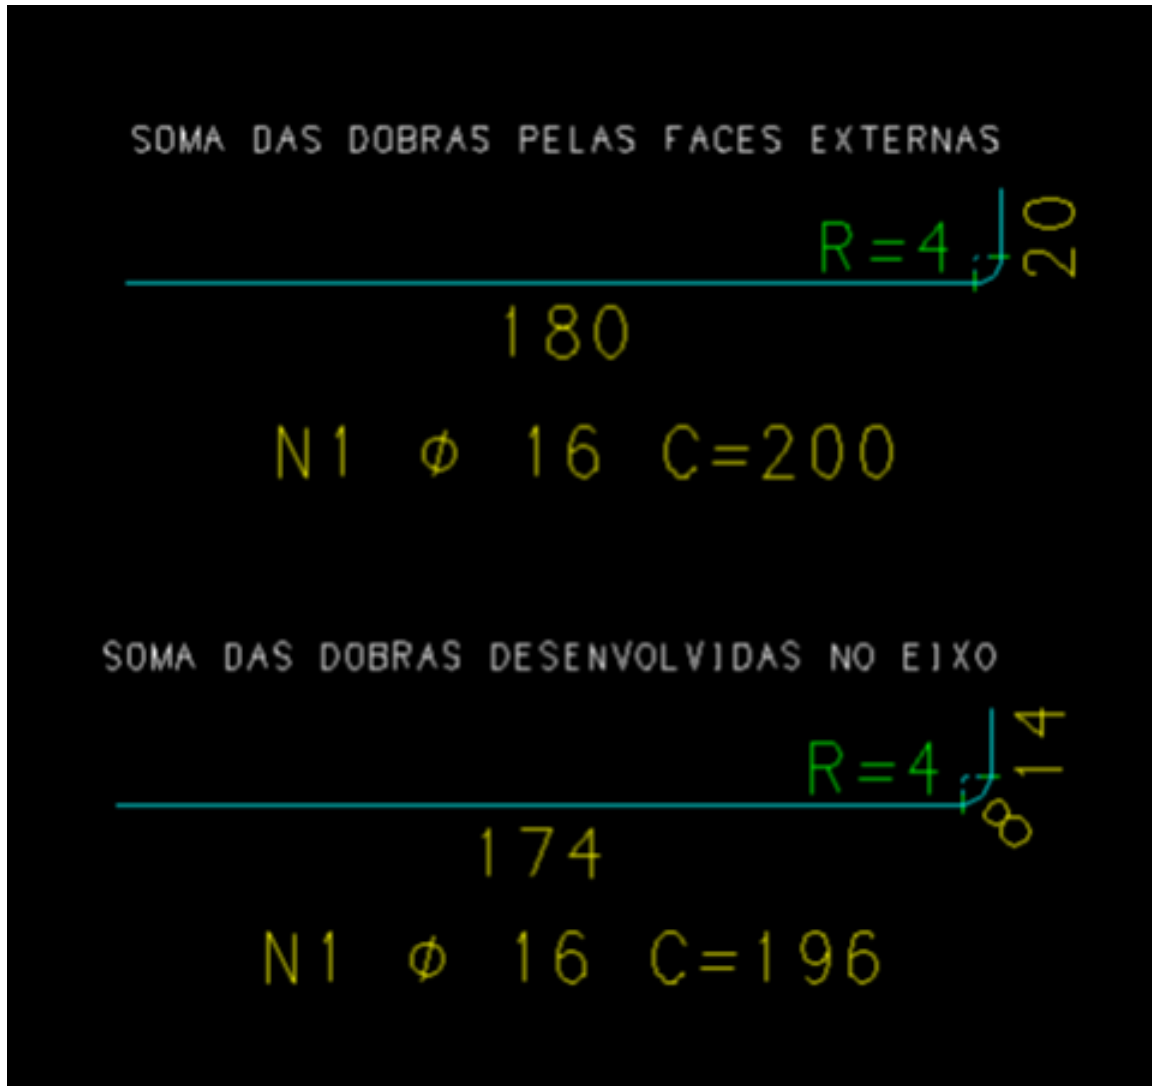 SOMA DAS DOBRAS PELAS FACES EXTERNAS
R=4
20
180
N1 ø 16 C=200
SOMA DAS DOBRAS DESENVOLVIDAS NO EIXO
R=4
14
8
174
N1 ø 16 C=196